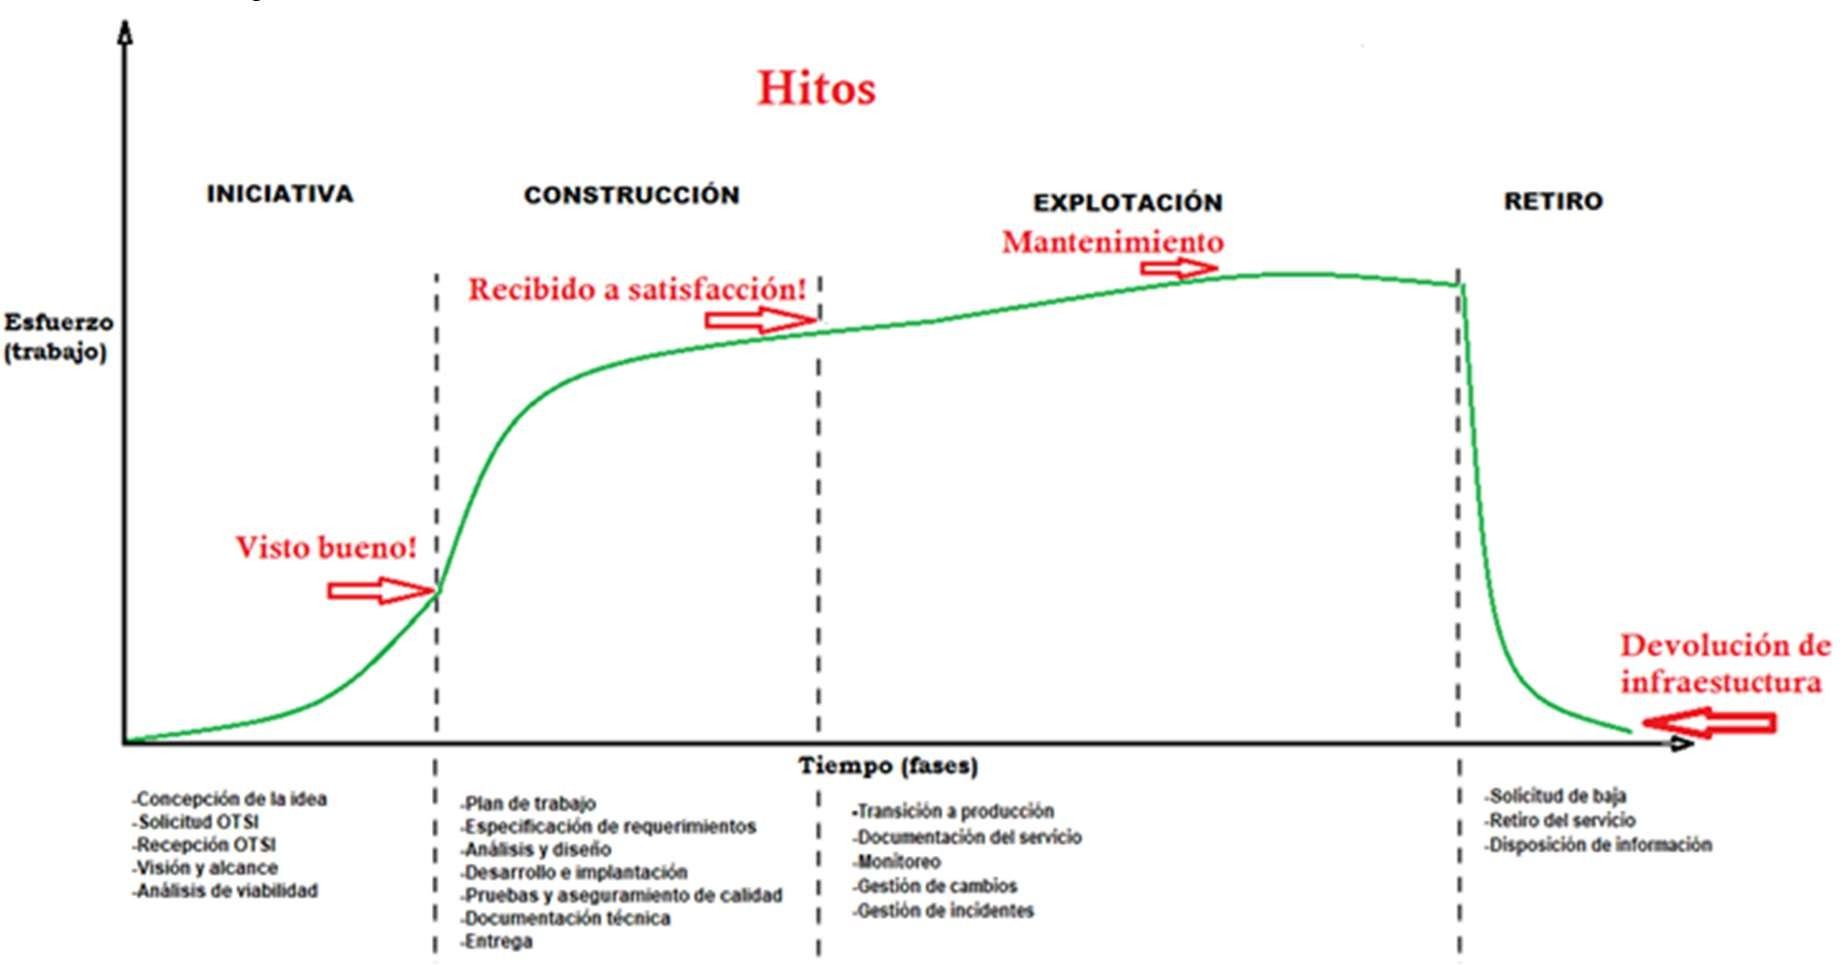 Hitos
INICIATIVA
CONSTRUCCIÓN
EXPLOTACIÓN
RETIRO
Mantenimiento
Recibido a satisfacción!
Esfuerzo
(trabajo)
Visto bueno!
Devolución de
infraestuctura
Tiempo (fases)
-Concepción de la idea
-Solicitud OTSI
-Recepción OTSI
-Visión y alcance
-Análisis de viabilidad
-Plan de trabajo
-Especificación de requerimientos
-Análisis y diseño
-Desarrollo e implantación
-Pruebas y aseguramiento de calidad
-Documentación técnica
-Entrega
-Transición a producción
-Documentación del servicio
-Monitoreo
-Gestión de cambios
-Gestión de incidentes
-Solicitud de baja
-Retiro del servicio
-Disposición de información